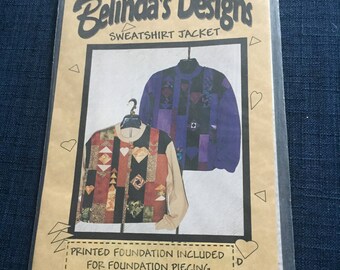 Belinda's Designs
SWEATSHIRT JACKET
PRINTED FOUNDATION INCLUDED
FOR FOUNDATION PIECING